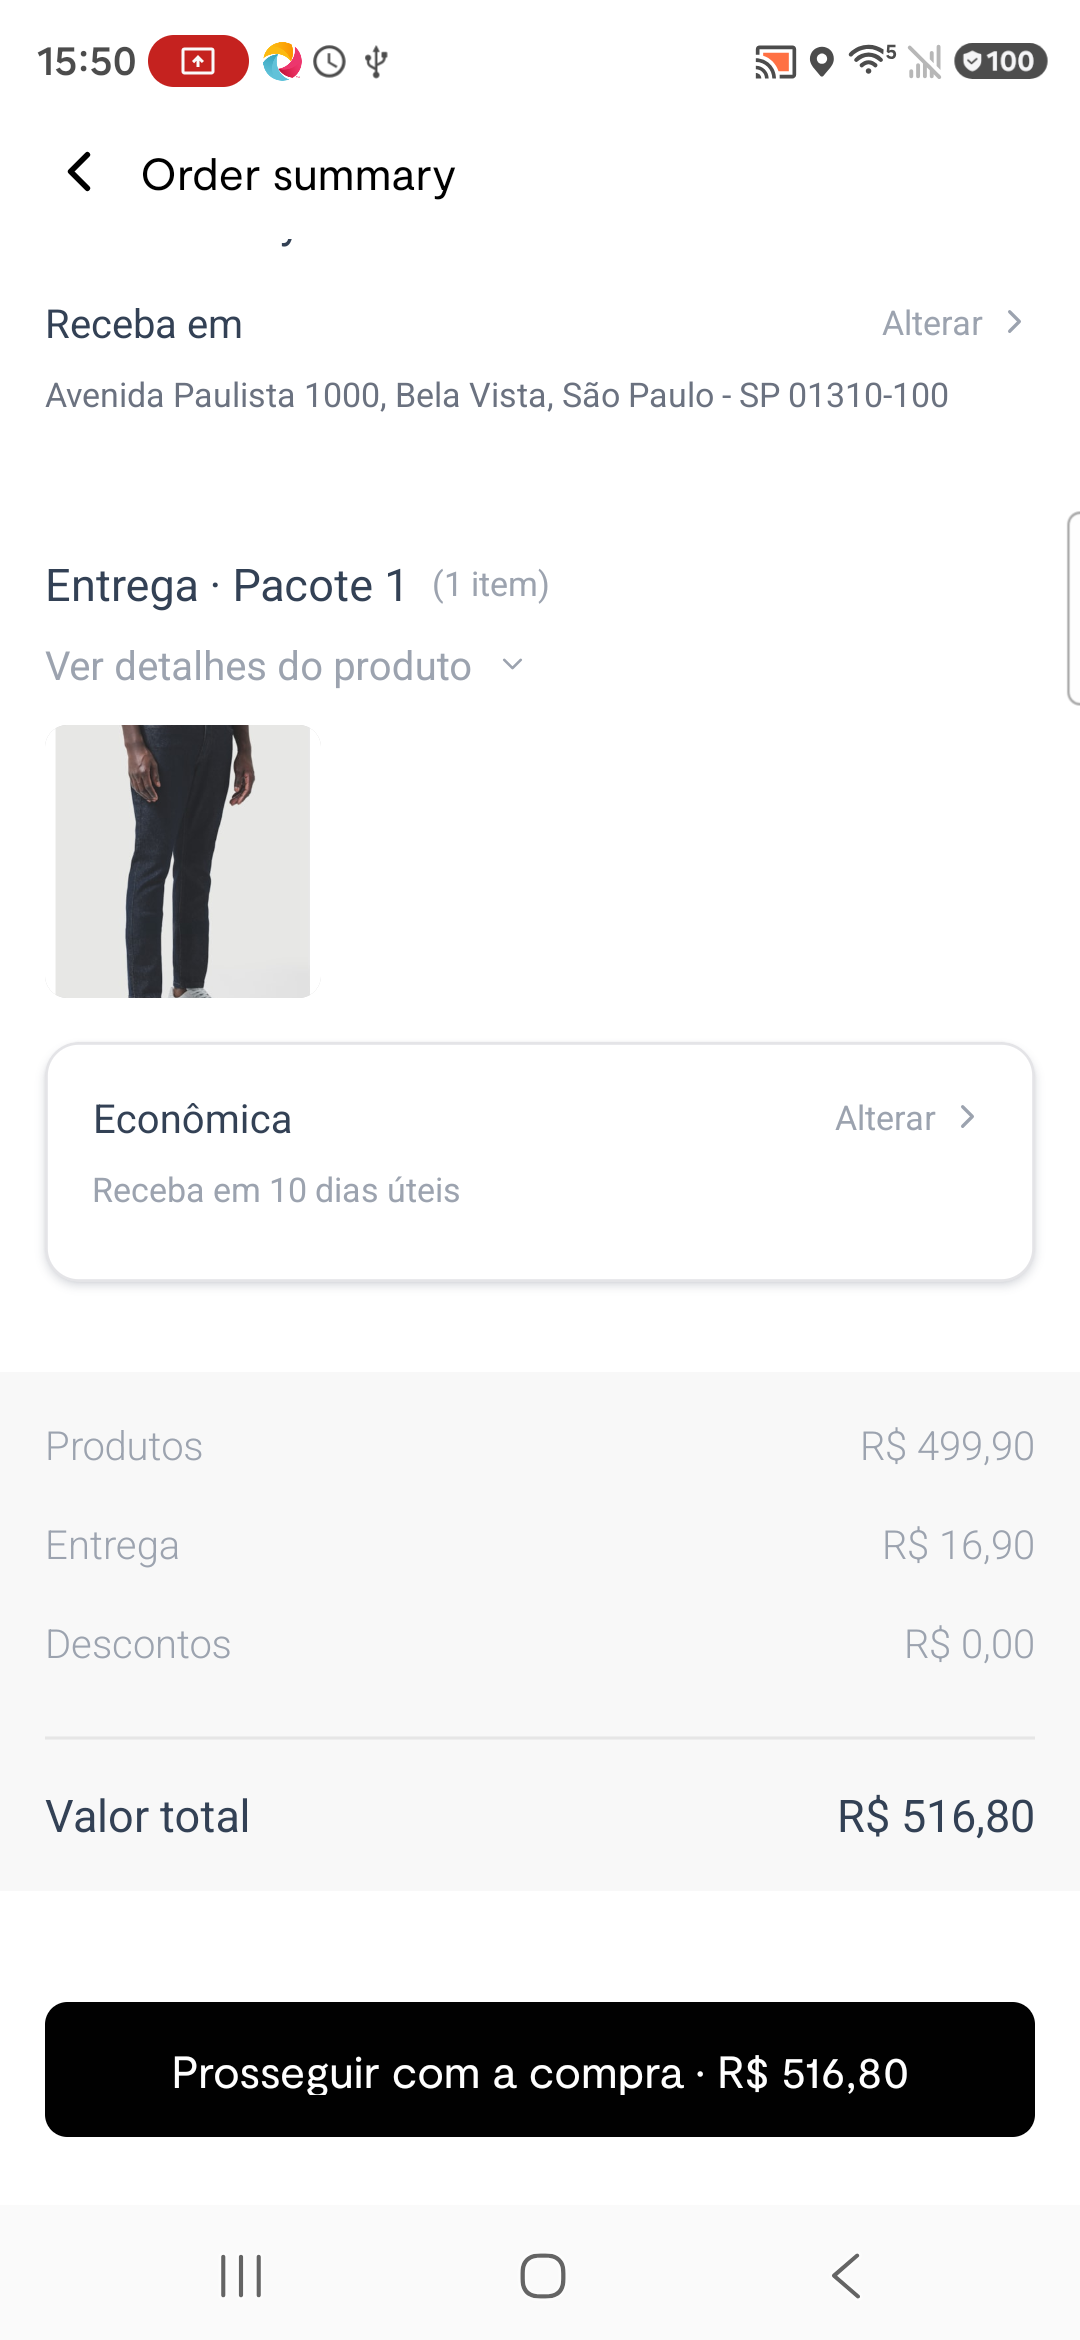 15:50
5
100
Order summary
Receba em
Alterar
Avenida Paulista 1000, Bela Vista, São Paulo - SP 01310-100
Entrega · Pacote 1 (1 item)
Ver detalhes do produto
Econômica
Alterar
Receba em 10 dias úteis
Produtos R$ 499,90
Entrega R$ 16,90
Descontos R$ 0,00
Valor total R$ 516,80
Prosseguir com a compra · R$ 516,80